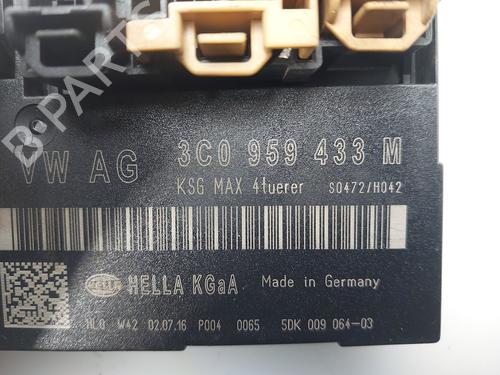 B-PARTS
VW AG 3C0 959 433 M
KSG MAX 4tuerer S0472/H042
HELLA HELLA KGaA Made in Germany
HLO W42 02.07.16 P004 0065 5DK 009 064-03